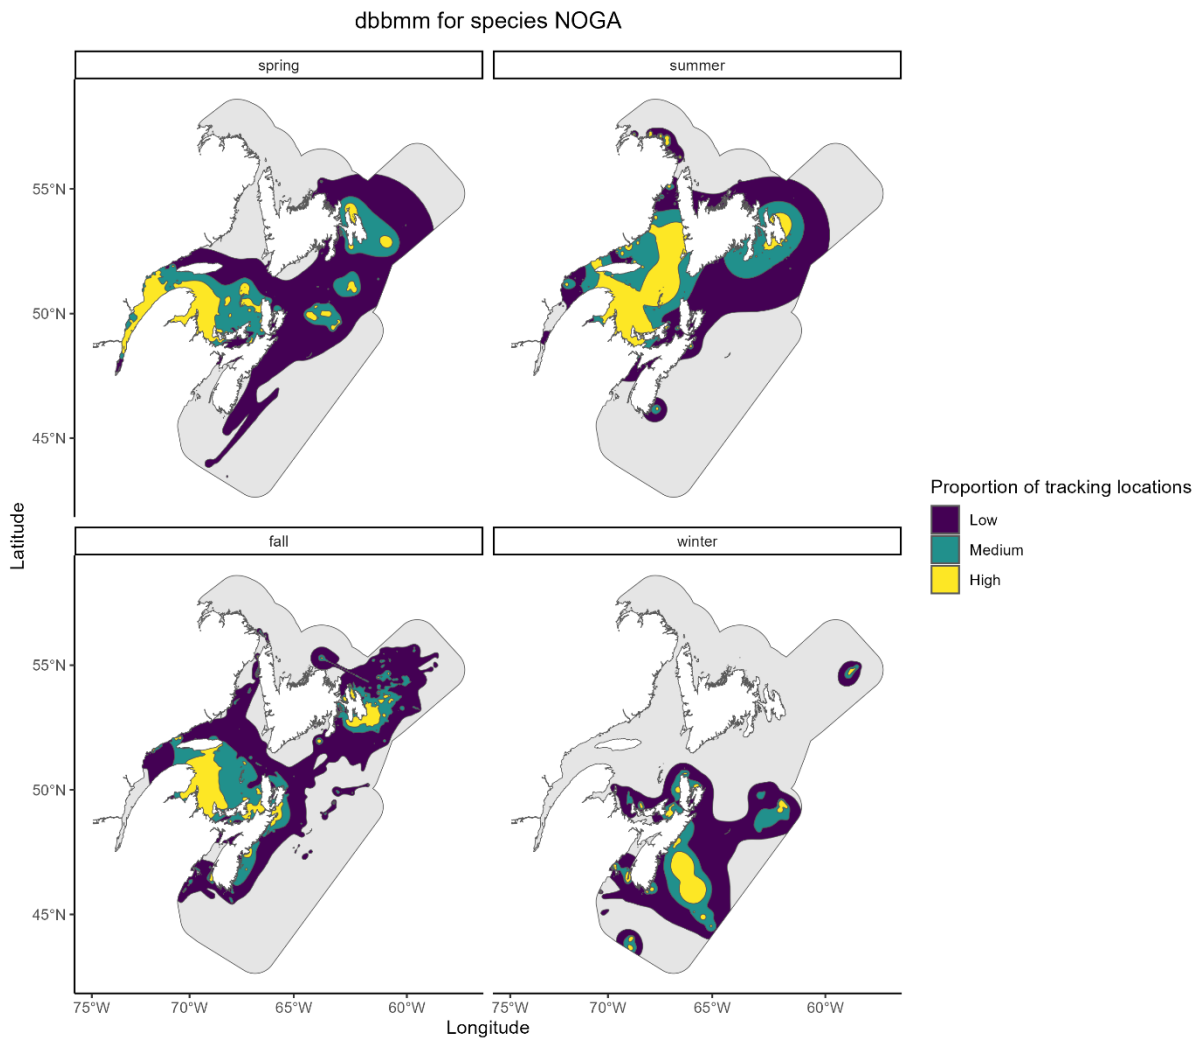 dbbmm for species NOGA
spring
summer
55°N
50°N
45°N
Latitude
fall
winter
55°N
50°N
45°N
75°W
70°W
65°W
60°W
75°W
70°W
65°W
60°W
Longitude
Proportion of tracking locations
Low
Medium
High